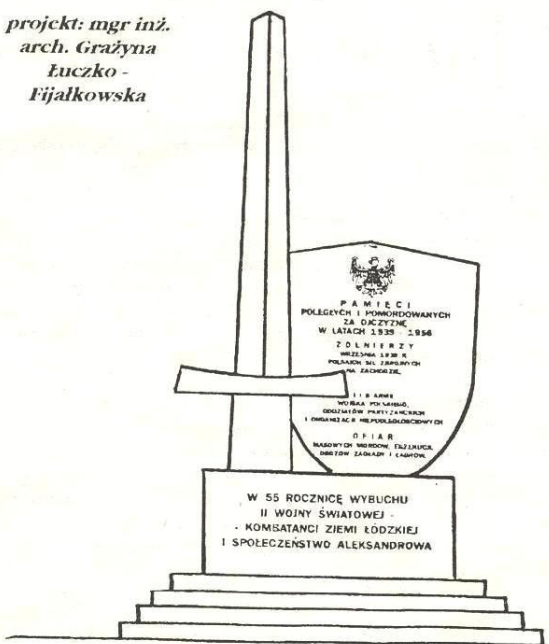 projekt: mgr inż.
arch. Grażyna
Łuczko -
Fijałkowska
PAMIĘCI
POLEGŁYCH I POMORDOWANYCH
ZA OJCZYZNĘ
W LATACH 1939 - 1956
ŻOŁNIERZY
WRZEŚNIA 1939 R.
POLSKICH SIŁ ZBROJNYCH
NA ZACHODZIE,
I I II ARMII
WOJSKA POLSKIEGO,
ODDZIAŁÓW PARTYZANCKICH
I ORGANIZACJI NIEPODLEGŁOŚCIOWYCH
OFIAR
MASOWYCH MORDÓW, EGZEKUCJI,
OBOZÓW ZAGŁADY I ŁAGRÓW.
W 55 ROCZNICĘ WYBUCHU
II WOJNY ŚWIATOWEJ -
- KOMBATANCI ZIEMI ŁÓDZKIEJ
I SPOŁECZEŃSTWO ALEKSANDROWA